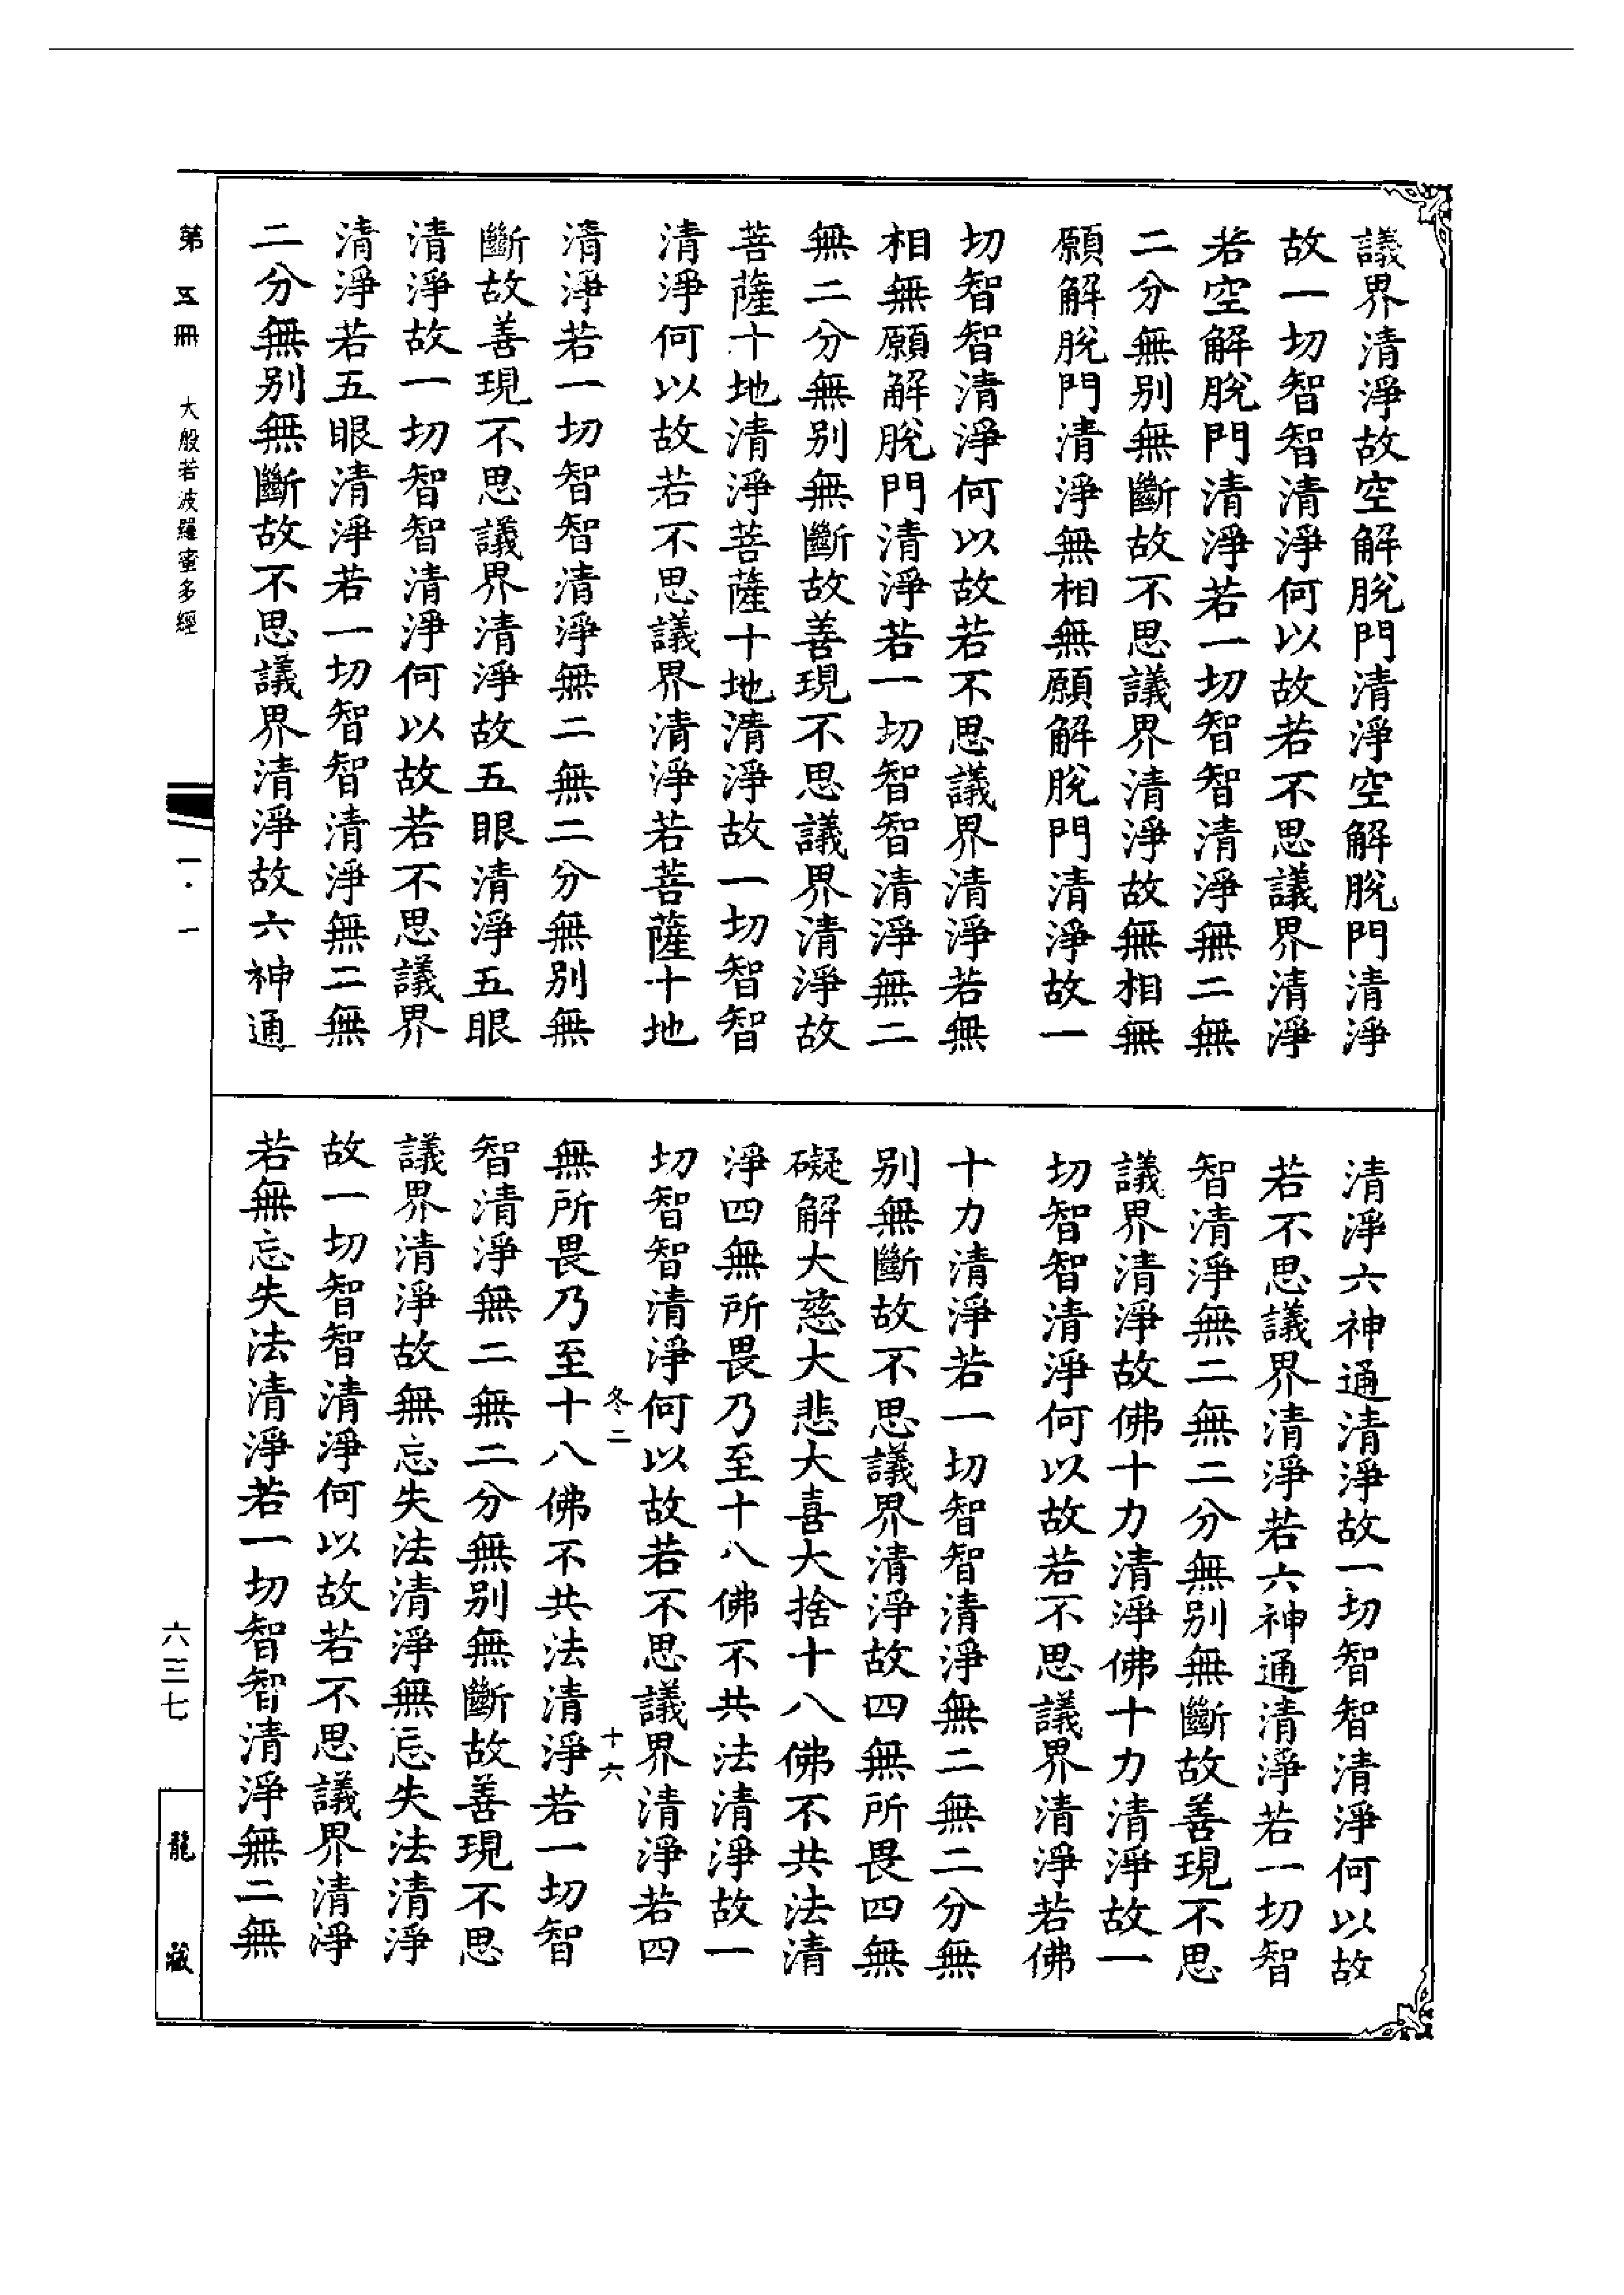 議界清淨故空解脫門清淨空解脫門清淨
故一切智智清淨何以故若不思議界清淨
若空解脫門清淨若一切智智清淨無二無
二分無別無斷故不思議界清淨故無相無
願解脫門清淨無相無願解脫門清淨故一
切智智清淨何以故若不思議界清淨若無
相無願解脫門清淨若一切智智清淨無二
無二分無別無斷故善現不思議界清淨故
菩薩十地清淨菩薩十地清淨故一切智智
清淨何以故若不思議界清淨若菩薩十地
清淨若一切智智清淨無二無二分無別無
斷故善現不思議界清淨故五眼清淨五眼
清淨故一切智智清淨何以故若不思議界
清淨若五眼清淨若一切智智清淨無二無
二分無別無斷故不思議界清淨故六神通
清淨六神通清淨故一切智智清淨何以故
若不思議界清淨若六神通清淨若一切智
智清淨無二無二分無別無斷故善現不思
議界清淨故佛十力清淨佛十力清淨故一
切智智清淨何以故若不思議界清淨若佛
十力清淨若一切智智清淨無二無二分無
別無斷故不思議界清淨故四無所畏四無
礙解大慈大悲大喜大捨十八佛不共法清
淨四無所畏乃至十八佛不共法清淨故一
切智智清淨何以故若不思議界清淨若四
冬二 十六
無所畏乃至十八佛不共法清淨若一切智
智清淨無二無二分無別無斷故善現不思
議界清淨故無忘失法清淨無忘失法清淨
故一切智智清淨何以故若不思議界清淨
若無忘失法清淨若一切智智清淨無二無
第五冊 大般若波羅蜜多經
一·一
六三七
龍藏